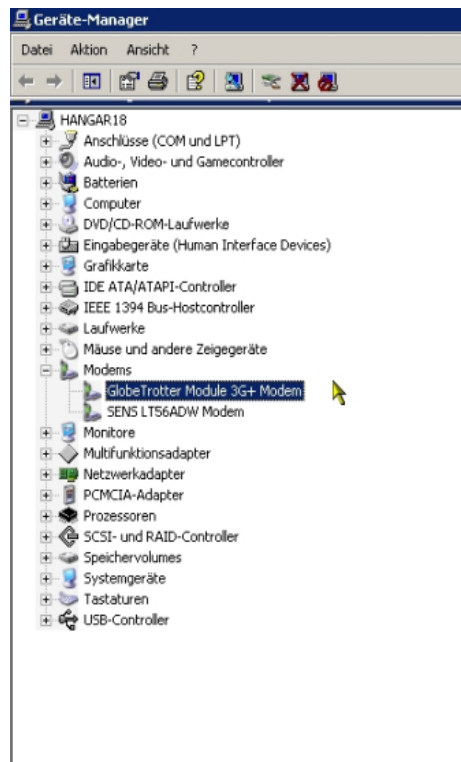 Geräte-Manager
Datei Aktion Ansicht ?
HANGAR18
Anschlüsse (COM und LPT)
Audio-, Video- und Gamecontroller
Batterien
Computer
DVD/CD-ROM-Laufwerke
Eingabegeräte (Human Interface Devices)
Grafikkarte
IDE ATA/ATAPI-Controller
IEEE 1394 Bus-Hostcontroller
Laufwerke
Mäuse und andere Zeigegeräte
Modems
GlobeTrotter Module 3G+ Modem
SENS LT56ADW Modem
Monitore
Multifunktionsadapter
Netzwerkadapter
PCMCIA-Adapter
Prozessoren
SCSI- und RAID-Controller
Speichervolumes
Systemgeräte
Tastaturen
USB-Controller